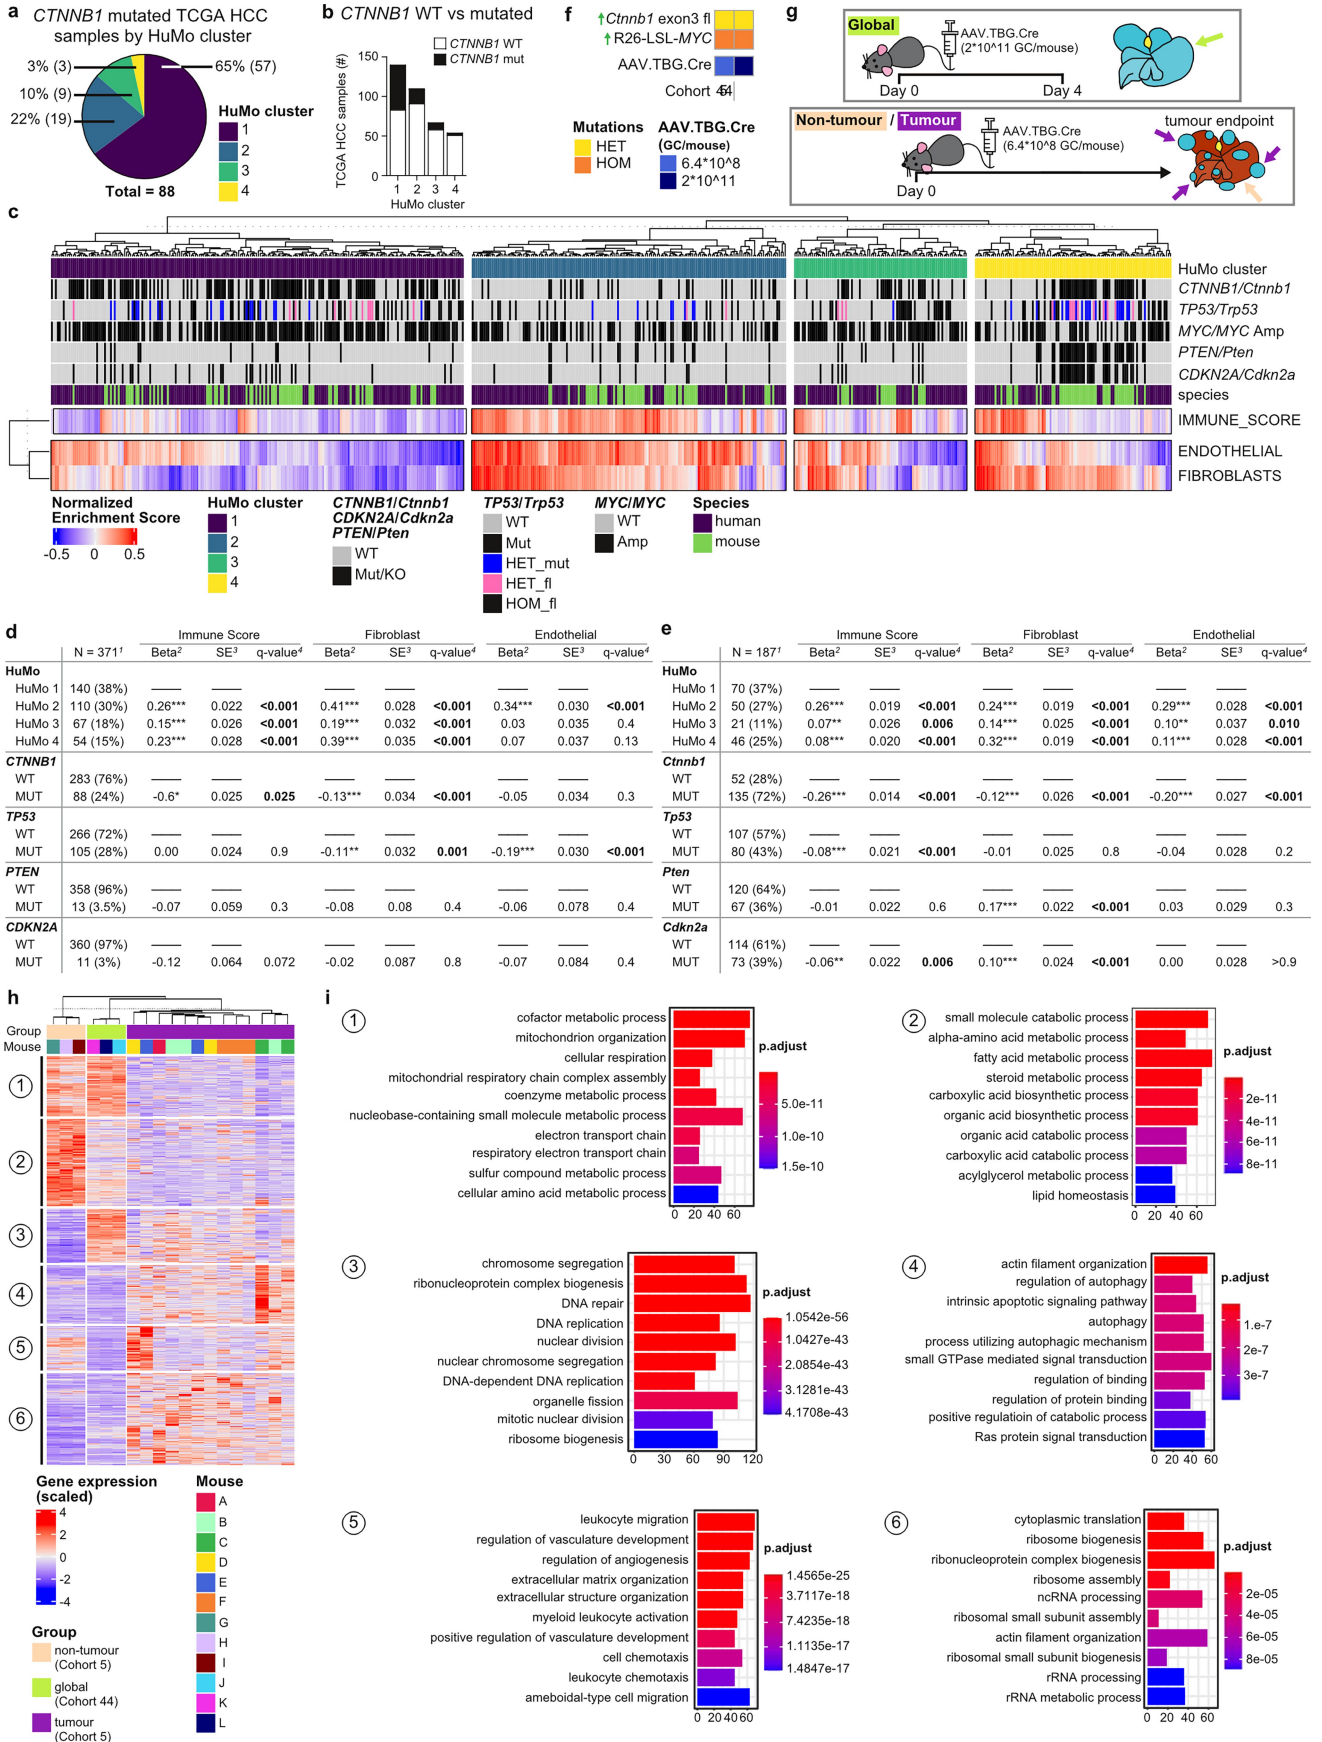 a
CTNNB1 mutated TCGA HCC
samples by HuMo cluster
3% (3)
65% (57)
10% (9)
22% (19)
Total = 88
HuMo cluster
1
2
3
4
b
CTNNB1 WT vs mutated
CTNNB1 WT
CTNNB1 mut
TCGA HCC samples (#)
150
100
50
0
1 2 3 4
HuMo cluster
f
↑Ctnnb1 exon3 fl
↑R26-LSL-MYC
AAV.TBG.Cre
Cohort
Mutations
HET
HOM
AAV.TBG.Cre
(GC/mouse)
6.4*10^8
2*10^11
g
Global
AAV.TBG.Cre
(2*10^11 GC/mouse)
Day 0
Day 4
Non-tumour / Tumour
AAV.TBG.Cre
(6.4*10^8 GC/mouse)
tumour endpoint
Day 0
c
HuMo cluster
CTNNB1/Ctnnb1
TP53/Trp53
MYC/MYC Amp
PTEN/Pten
CDKN2A/Cdkn2a
species
IMMUNE_SCORE
ENDOTHELIAL
FIBROBLASTS
Normalized
Enrichment Score
-0.5 0 0.5
HuMo cluster
1
2
3
4
CTNNB1/Ctnnb1
CDKN2A/Cdkn2a
PTEN/Pten
WT
Mut/KO
TP53/Trp53
WT
Mut
HET_mut
HET_fl
HOM_fl
MYC/MYC
WT
Amp
Species
human
mouse
d
Immune Score Fibroblast Endothelial
N = 371¹ Beta² SE³ q-value⁴ Beta² SE³ q-value⁴ Beta² SE³ q-value⁴
HuMo
HuMo 1 140 (38%) — — — — — —
HuMo 2 110 (30%) 0.26*** 0.022 <0.001 0.41*** 0.028 <0.001 0.34*** 0.030 <0.001
HuMo 3 67 (18%) 0.15*** 0.026 <0.001 0.19*** 0.032 <0.001 0.03 0.035 0.4
HuMo 4 54 (15%) 0.23*** 0.028 <0.001 0.39*** 0.035 <0.001 0.07 0.037 0.13
CTNNB1
WT 283 (76%) — — — — — —
MUT 88 (24%) -0.6* 0.025 0.025 -0.13*** 0.034 <0.001 -0.05 0.034 0.3
TP53
WT 266 (72%) — — — — — —
MUT 105 (28%) 0.00 0.024 0.9 -0.11** 0.032 0.001 -0.19*** 0.030 <0.001
PTEN
WT 358 (96%) — — — — — —
MUT 13 (3.5%) -0.07 0.059 0.3 -0.08 0.08 0.4 -0.06 0.078 0.4
CDKN2A
WT 360 (97%) — — — — — —
MUT 11 (3%) -0.12 0.064 0.072 -0.02 0.087 0.8 -0.07 0.084 0.4
e
Immune Score Fibroblast Endothelial
N = 187¹ Beta² SE³ q-value⁴ Beta² SE³ q-value⁴ Beta² SE³ q-value⁴
HuMo
HuMo 1 70 (37%) — — — — — —
HuMo 2 50 (27%) 0.26*** 0.019 <0.001 0.24*** 0.019 <0.001 0.29*** 0.028 <0.001
HuMo 3 21 (11%) 0.07** 0.026 0.006 0.14*** 0.025 <0.001 0.10** 0.037 0.010
HuMo 4 46 (25%) 0.08*** 0.020 <0.001 0.32*** 0.019 <0.001 0.11*** 0.028 <0.001
Ctnnb1
WT 52 (28%) — — — — — —
MUT 135 (72%) -0.26*** 0.014 <0.001 -0.12*** 0.026 <0.001 -0.20*** 0.027 <0.001
Tp53
WT 107 (57%) — — — — — —
MUT 80 (43%) -0.08*** 0.021 <0.001 -0.01 0.025 0.8 -0.04 0.028 0.2
Pten
WT 120 (64%) — — — — — —
MUT 67 (36%) -0.01 0.022 0.6 0.17*** 0.022 <0.001 0.03 0.029 0.3
Cdkn2a
WT 114 (61%) — — — — — —
MUT 73 (39%) -0.06** 0.022 0.006 0.10*** 0.024 <0.001 0.00 0.028 >0.9
h
Group
Mouse
1
2
3
4
5
6
Gene expression
(scaled)
4
2
0
-2
-4
Group
non-tumour
(Cohort 5)
global
(Cohort 44)
tumour
(Cohort 5)
Mouse
A
B
C
D
E
F
G
H
I
J
K
L
i
1
cofactor metabolic process
mitochondrion organization
cellular respiration
mitochondrial respiratory chain complex assembly
coenzyme metabolic process
nucleobase-containing small molecule metabolic process
electron transport chain
respiratory electron transport chain
sulfur compound metabolic process
cellular amino acid metabolic process
0 20 40 60
p.adjust
5.0e-11
1.0e-10
1.5e-10
2
small molecule catabolic process
alpha-amino acid metabolic process
fatty acid metabolic process
steroid metabolic process
carboxylic acid biosynthetic process
organic acid biosynthetic process
organic acid catabolic process
carboxylic acid catabolic process
acylglycerol metabolic process
lipid homeostasis
0 20 40 60
p.adjust
2e-11
4e-11
6e-11
8e-11
3
chromosome segregation
ribonucleoprotein complex biogenesis
DNA repair
DNA replication
nuclear division
nuclear chromosome segregation
DNA-dependent DNA replication
organelle fission
mitotic nuclear division
ribosome biogenesis
0 30 60 90 120
p.adjust
1.0542e-56
1.0427e-43
2.0854e-43
3.1281e-43
4.1708e-43
4
actin filament organization
regulation of autophagy
intrinsic apoptotic signaling pathway
autophagy
process utilizing autophagic mechanism
small GTPase mediated signal transduction
regulation of binding
regulation of protein binding
positive regulatioin of catabolic process
Ras protein signal transduction
0 20 40 60
p.adjust
1.e-7
2e-7
3e-7
5
leukocyte migration
regulation of vasculature development
regulation of angiogenesis
extracellular matrix organization
extracellular structure organization
myeloid leukocyte activation
positive regulation of vasculature development
cell chemotaxis
leukocyte chemotaxis
ameboidal-type cell migration
0 20 40 60
p.adjust
1.4565e-25
3.7117e-18
7.4235e-18
1.1135e-17
1.4847e-17
6
cytoplasmic translation
ribosome biogenesis
ribonucleoprotein complex biogenesis
ribosome assembly
ncRNA processing
ribosomal small subunit assembly
actin filament organization
ribosomal small subunit biogenesis
rRNA processing
rRNA metabolic process
0 20 40 60
p.adjust
2e-05
4e-05
6e-05
8e-05